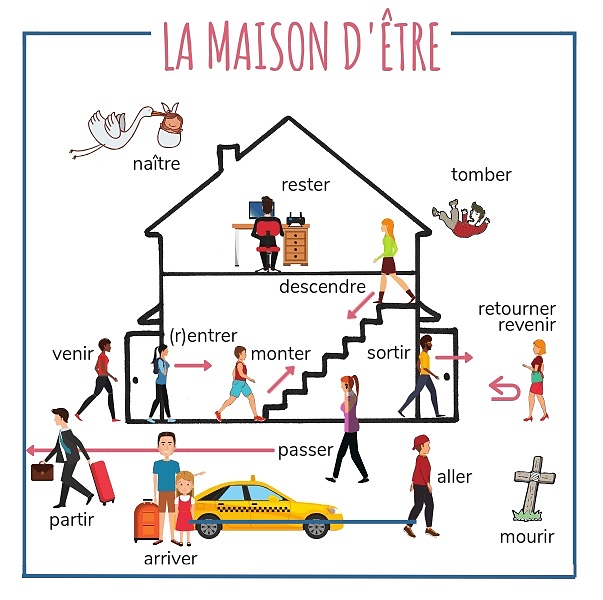 LA MAISON D'ÊTRE
naître
rester
tomber
descendre
retourner
revenir
(r)entrer
venir
monter
sortir
passer
aller
partir
arriver
mourir